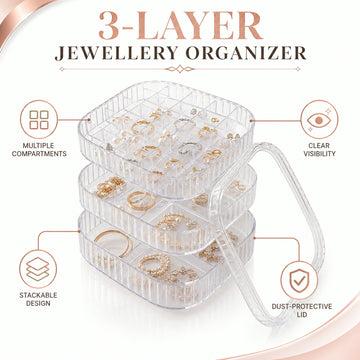 3-LAYER
JEWELLERY ORGANIZER
MULTIPLE
COMPARTMENTS
CLEAR
VISIBILITY
STACKABLE
DESIGN
DUST-PROTECTIVE
LID